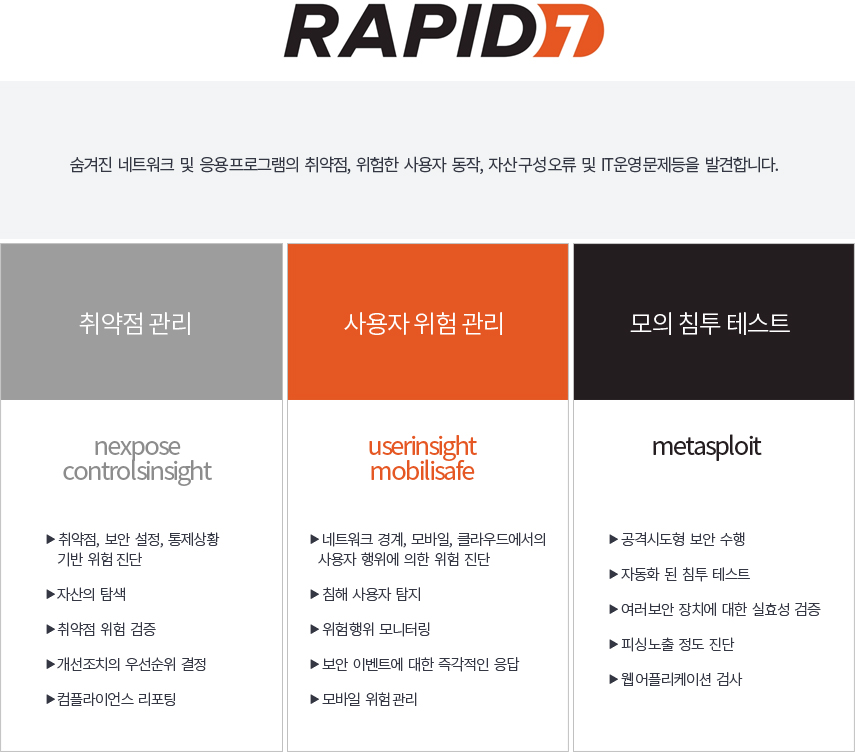 RAPID7
숨겨진 네트워크 및 응용프로그램의 취약점, 위험한 사용자 동작, 자산구성오류 및 IT운영문제등을 발견합니다.
취약점 관리
nexpose
controlsinsight
▶취약점, 보안 설정, 통제상황
기반 위험 진단
▶자산의 탐색
▶취약점 위험 검증
▶개선조치의 우선순위 결정
▶컴플라이언스 리포팅
사용자 위험 관리
userinsight
mobilisafe
▶네트워크 경계, 모바일, 클라우드에서의
사용자 행위에 의한 위험 진단
▶침해 사용자 탐지
▶위험행위 모니터링
▶보안 이벤트에 대한 즉각적인 응답
▶모바일 위험관리
모의 침투 테스트
metasploit
▶공격시도형 보안 수행
▶자동화 된 침투 테스트
▶여러보안 장치에 대한 실효성 검증
▶피싱노출 정도 진단
▶웹어플리케이션 검사